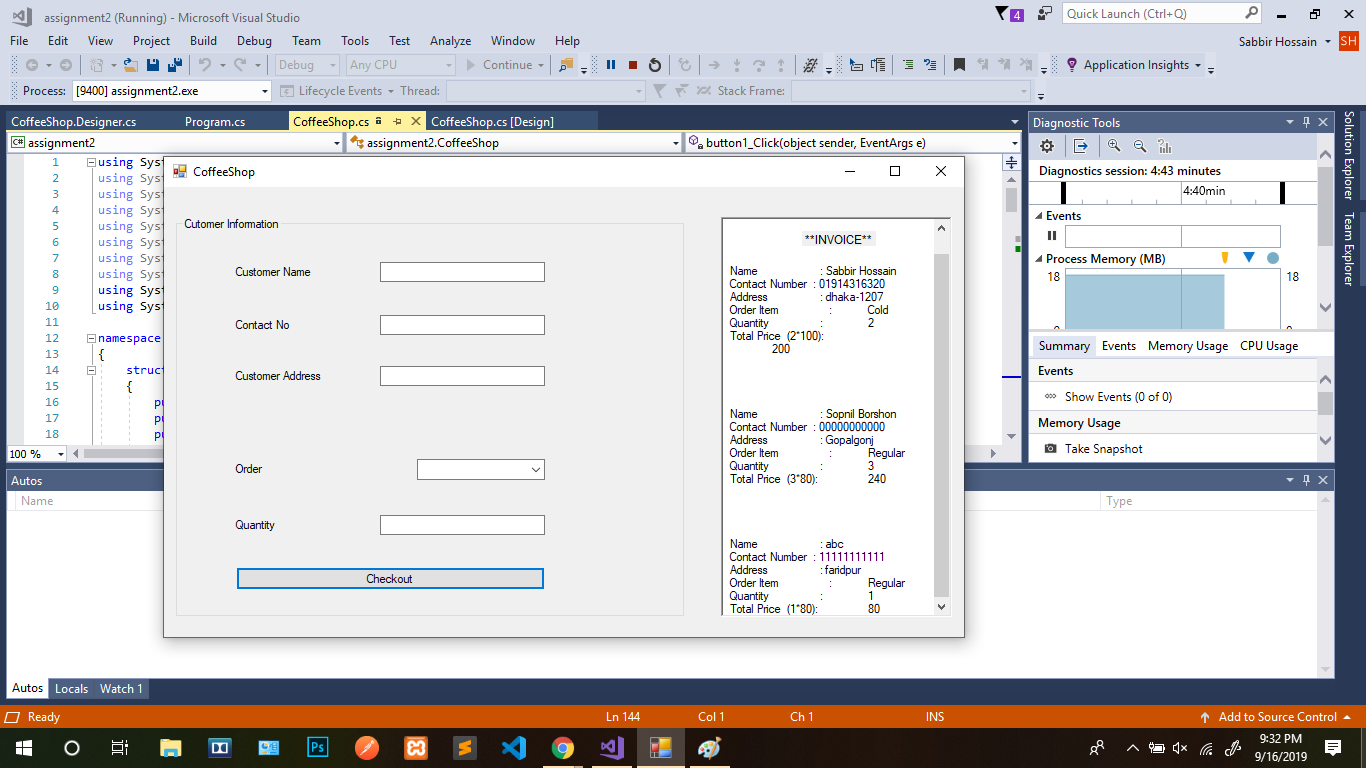 assignment2 (Running) - Microsoft Visual Studio
4
Quick Launch (Ctrl+Q)
File Edit View Project Build Debug Team Tools Test Analyze Window Help
Sabbir Hossain SH
Debug Any CPU Continue Application Insights
Process: [9400] assignment2.exe Lifecycle Events Thread: Stack Frame:
CoffeeShop.Designer.cs Program.cs CoffeeShop.cs CoffeeShop.cs [Design]
C# assignment2 assignment2.CoffeeShop button1_Click(object sender, EventArgs e)
1 using Sys
2 using Sys
3 using Sys
4 using Sys
5 using Sys
6 using Sys
7 using Sys
8 using Sys
9 using Sys
10 using Sys
11
12 namespace
13 {
14 struct
15 {
16 pu
17 pu
18 pu
100 %
CoffeeShop
Cutomer Information
Customer Name
Contact No
Customer Address
Order
Quantity
Checkout
**INVOICE**
Name : Sabbir Hossain
Contact Number : 01914316320
Address : dhaka-1207
Order Item : Cold
Quantity : 2
Total Price (2*100):
200
Name : Sopnil Borshon
Contact Number : 00000000000
Address : Gopalgonj
Order Item : Regular
Quantity : 3
Total Price (3*80): 240
Name : abc
Contact Number : 11111111111
Address : faridpur
Order Item : Regular
Quantity : 1
Total Price (1*80): 80
Diagnostic Tools
Diagnostics session: 4:43 minutes
4:40min
Events
Process Memory (MB)
18 18
Summary Events Memory Usage CPU Usage
Events
Show Events (0 of 0)
Memory Usage
Take Snapshot
Solution Explorer
Team Explorer
Autos
Name Type
Autos Locals Watch 1
Ready Ln 144 Col 1 Ch 1 INS Add to Source Control
Ps
9:32 PM
9/16/2019